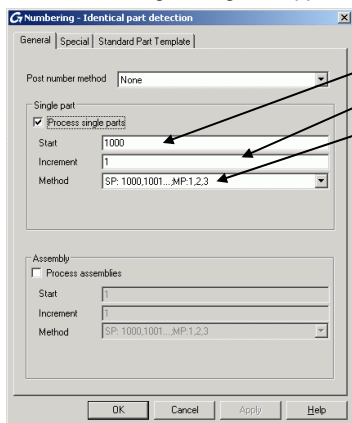 Numbering - Identical part detection
General Special Standard Part Template
Post number method None
Single part
Process single parts
Start 1000
Increment 1
Method SP: 1000,1001...;MP:1,2,3
Assembly
Process assemblies
Start 1
Increment 1
Method SP: 1000,1001...;MP:1,2,3
OK Cancel Apply Help